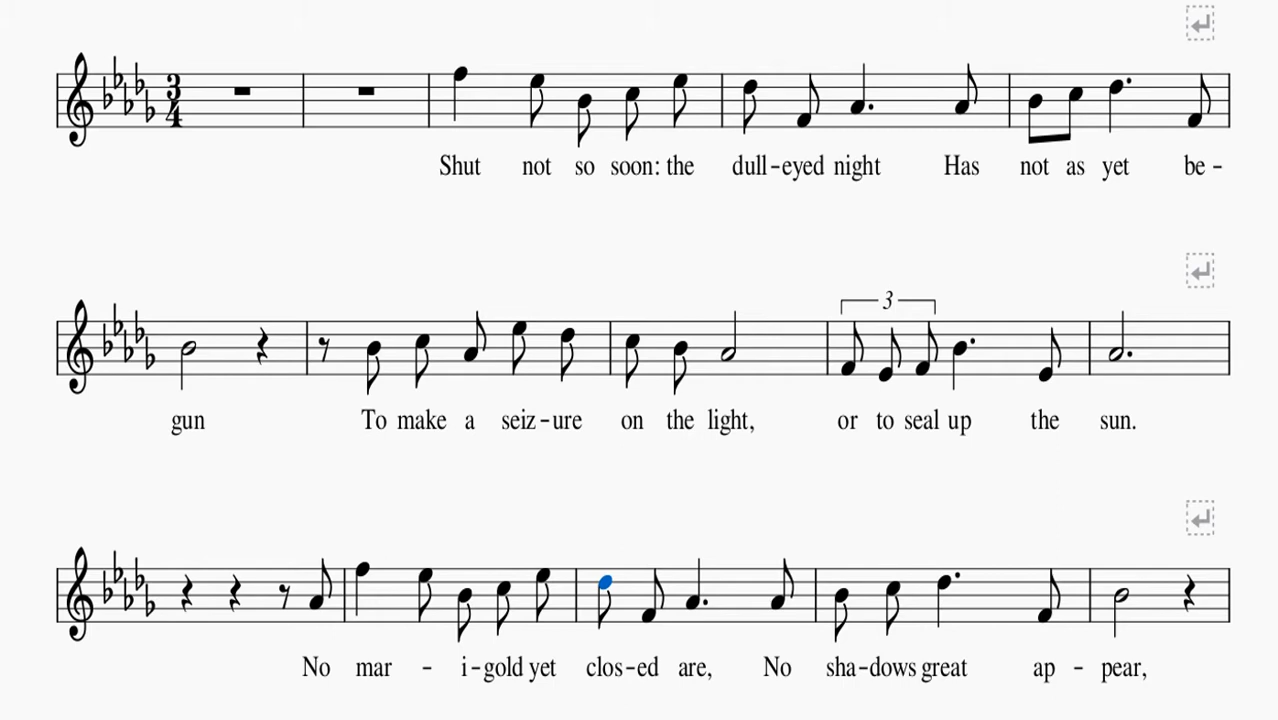 3
4
Shut not so soon: the dull-eyed night Has not as yet be-
3
gun To make a seiz-ure on the light, or to seal up the sun.
No mar - i-gold yet clos-ed are, No sha-dows great ap - pear,